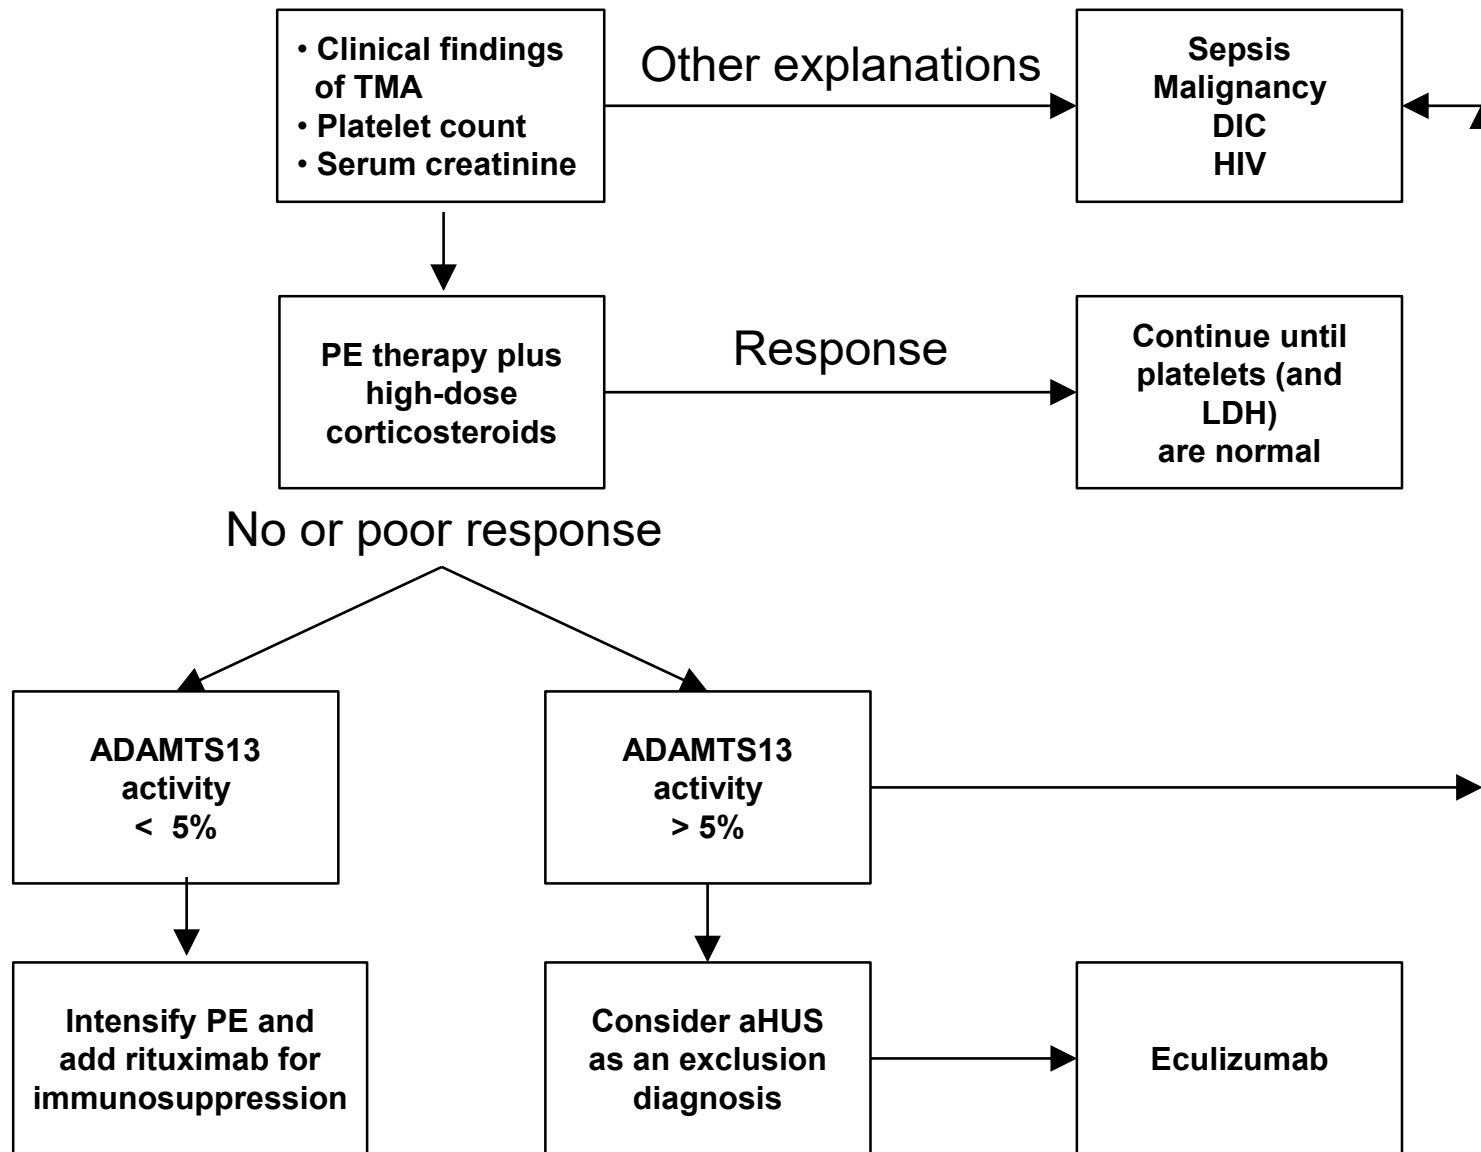 • Clinical findings
of TMA
• Platelet count
• Serum creatinine
Other explanations
Sepsis
Malignancy
DIC
HIV
PE therapy plus
high-dose
corticosteroids
Response
Continue until
platelets (and
LDH)
are normal
No or poor response
ADAMTS13
activity
< 5%
ADAMTS13
activity
> 5%
Intensify PE and
add rituximab for
immunosuppression
Consider aHUS
as an exclusion
diagnosis
Eculizumab